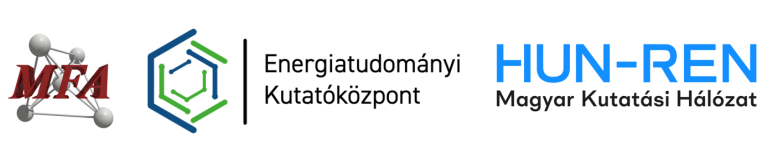 MFA
Energiatudományi
Kutatóközpont
HUN-REN
Magyar Kutatási Hálózat